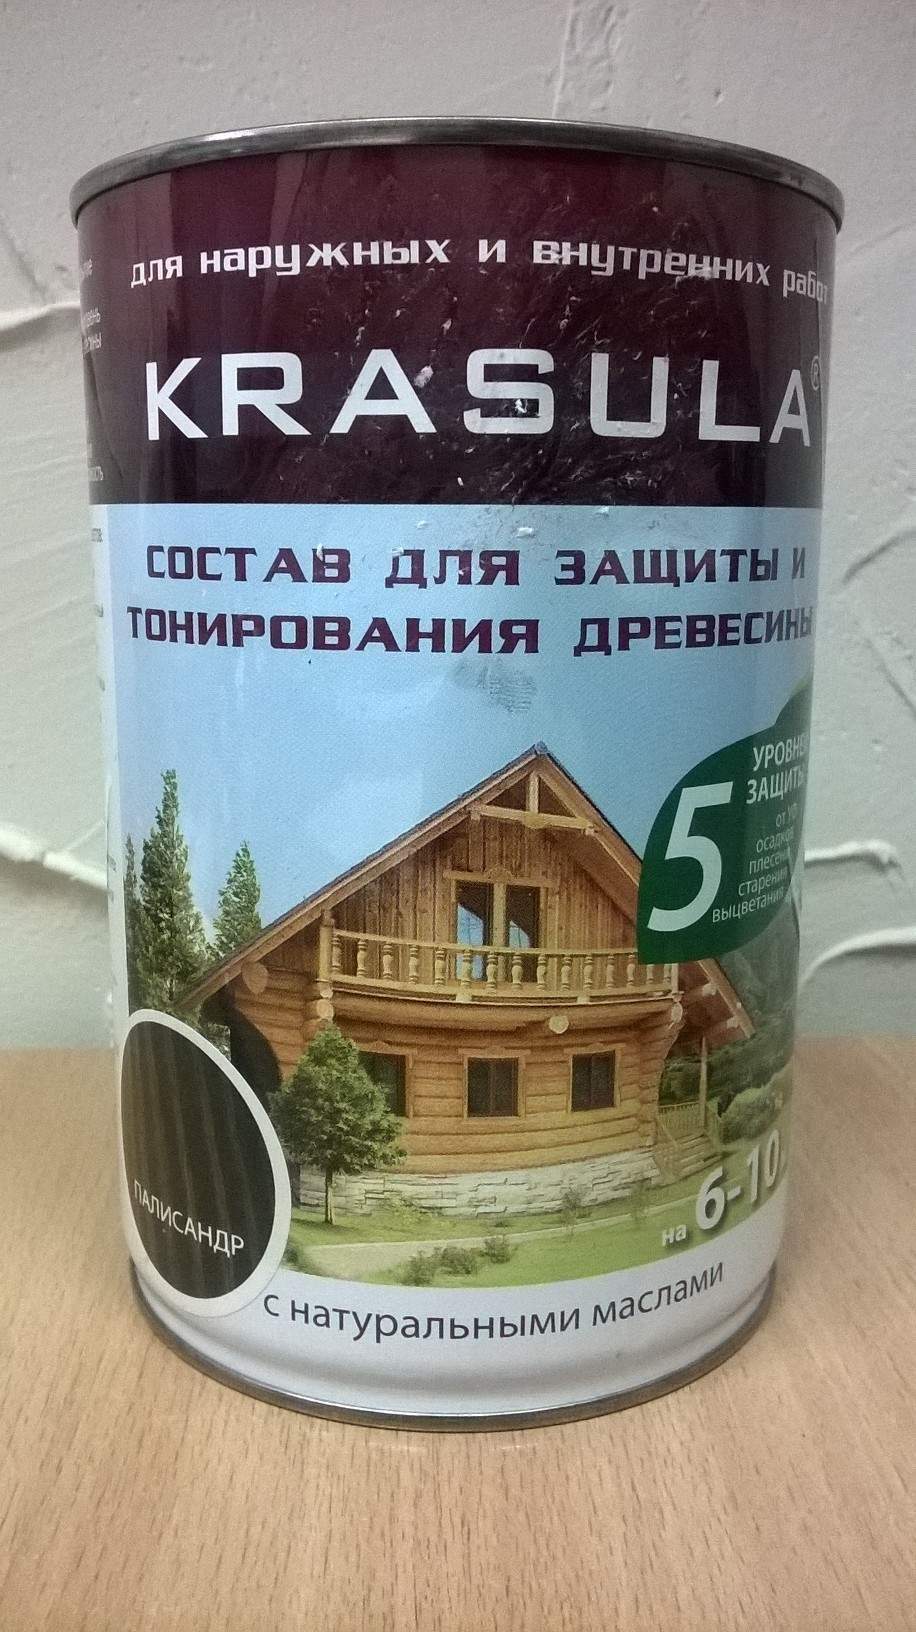 для наружных и внутренних работ
KRASULA®
СОСТАВ ДЛЯ ЗАЩИТЫ И
ТОНИРОВАНИЯ ДРЕВЕСИНЫ
5
УРОВНЕЙ
ЗАЩИТЫ
от УФ
осадков
плесени
старения
выцветания
на 6-10
ПАЛИСАНДР
с натуральными маслами